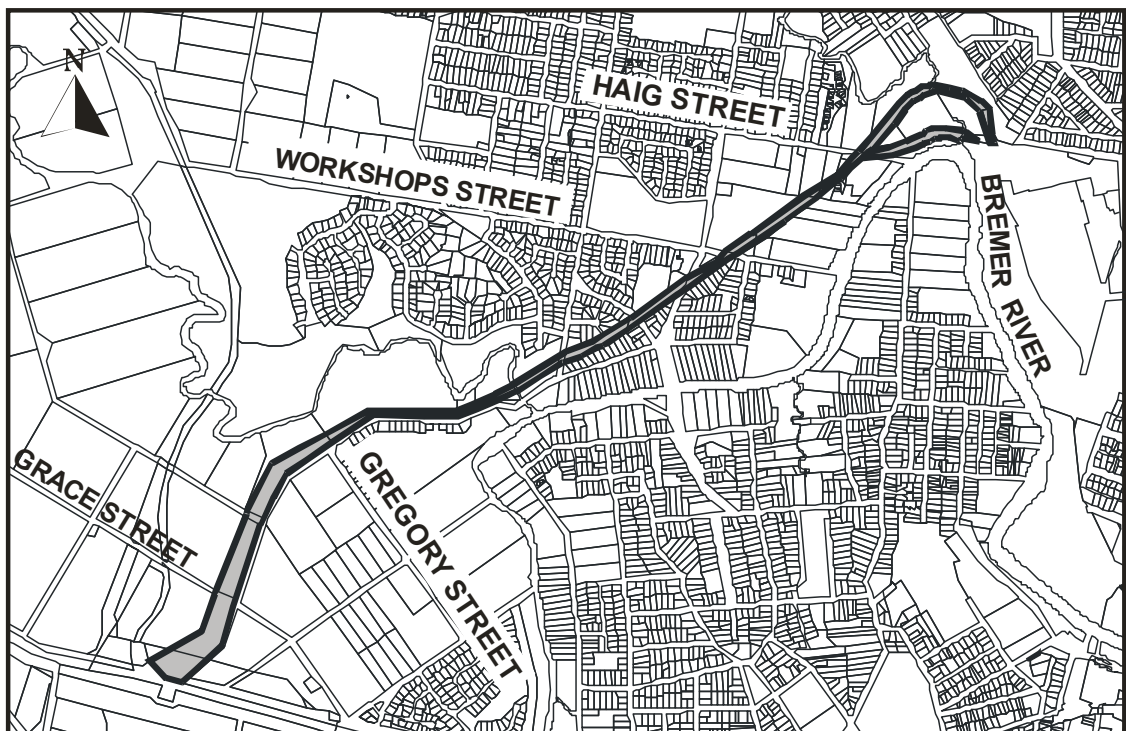 N
HAIG STREET
WORKSHOPS STREET
BREMER RIVER
GRACE STREET
GREGORY STREET